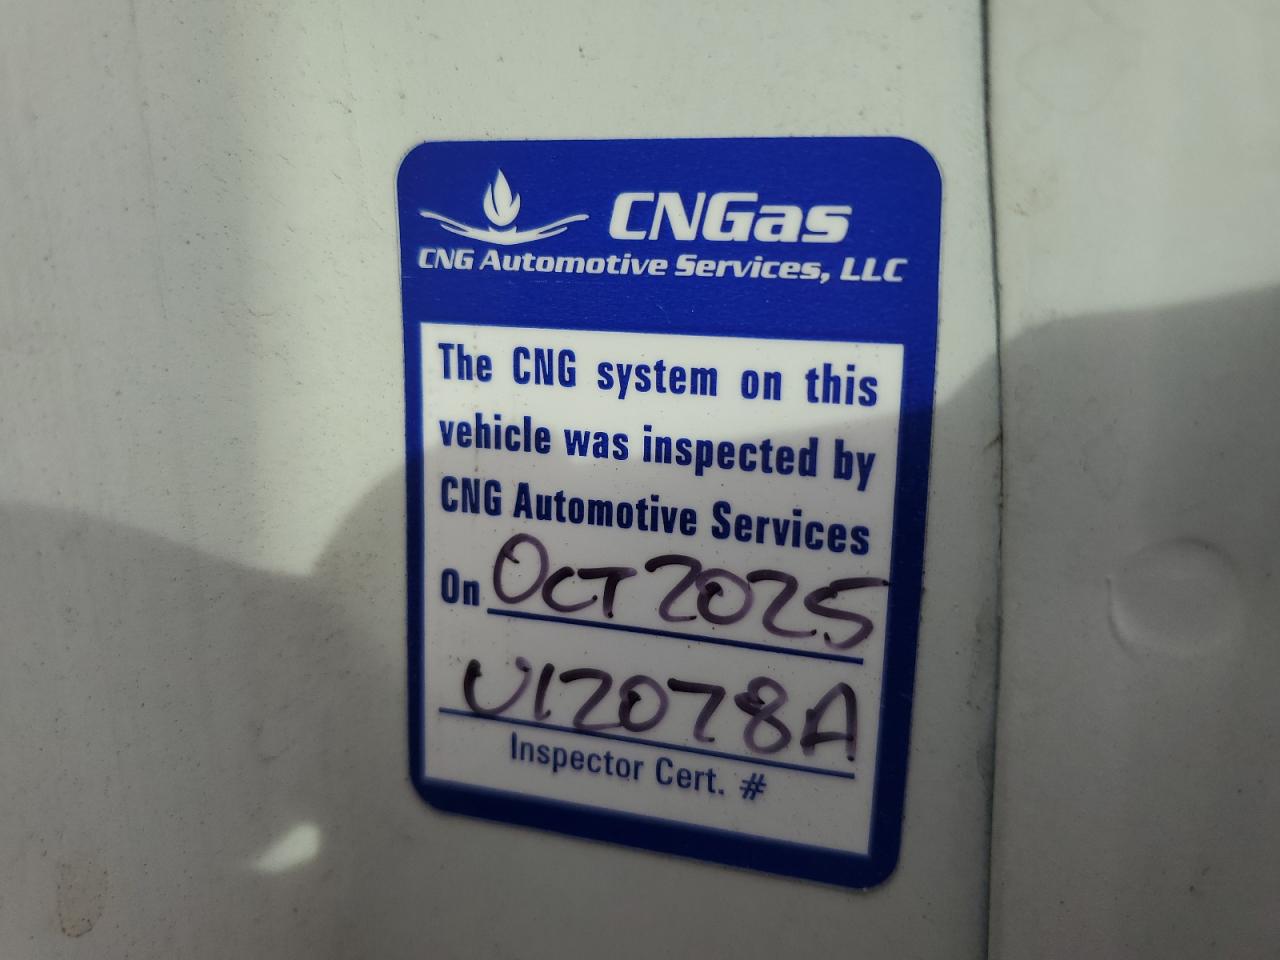 CNGas
CNG Automotive Services, LLC
The CNG system on this
vehicle was inspected by
CNG Automotive Services
On OCT 2025
U12078A
Inspector Cert. #